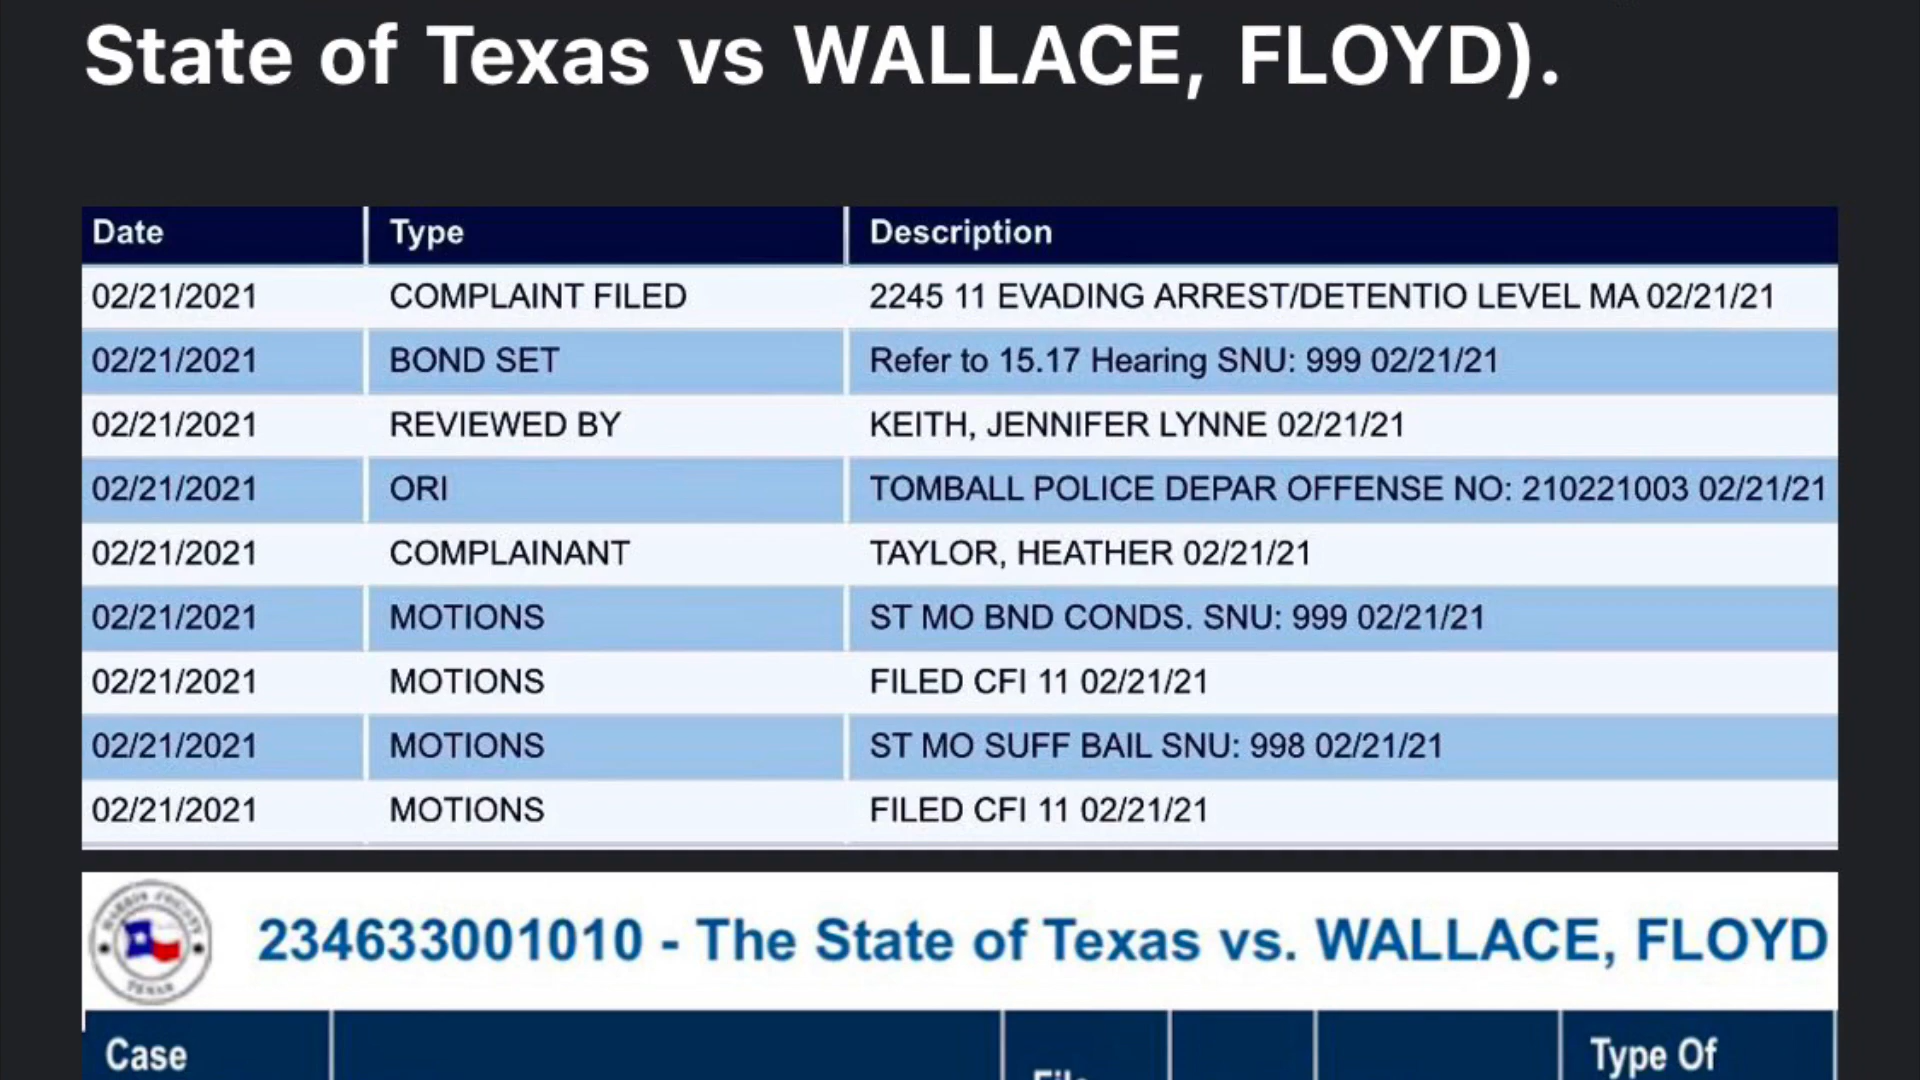 State of Texas vs WALLACE, FLOYD).
Date Type Description
02/21/2021 COMPLAINT FILED 2245 11 EVADING ARREST/DETENTIO LEVEL MA 02/21/21
02/21/2021 BOND SET Refer to 15.17 Hearing SNU: 999 02/21/21
02/21/2021 REVIEWED BY KEITH, JENNIFER LYNNE 02/21/21
02/21/2021 ORI TOMBALL POLICE DEPAR OFFENSE NO: 210221003 02/21/21
02/21/2021 COMPLAINANT TAYLOR, HEATHER 02/21/21
02/21/2021 MOTIONS ST MO BND CONDS. SNU: 999 02/21/21
02/21/2021 MOTIONS FILED CFI 11 02/21/21
02/21/2021 MOTIONS ST MO SUFF BAIL SNU: 998 02/21/21
02/21/2021 MOTIONS FILED CFI 11 02/21/21
234633001010 - The State of Texas vs. WALLACE, FLOYD
Case Type Of